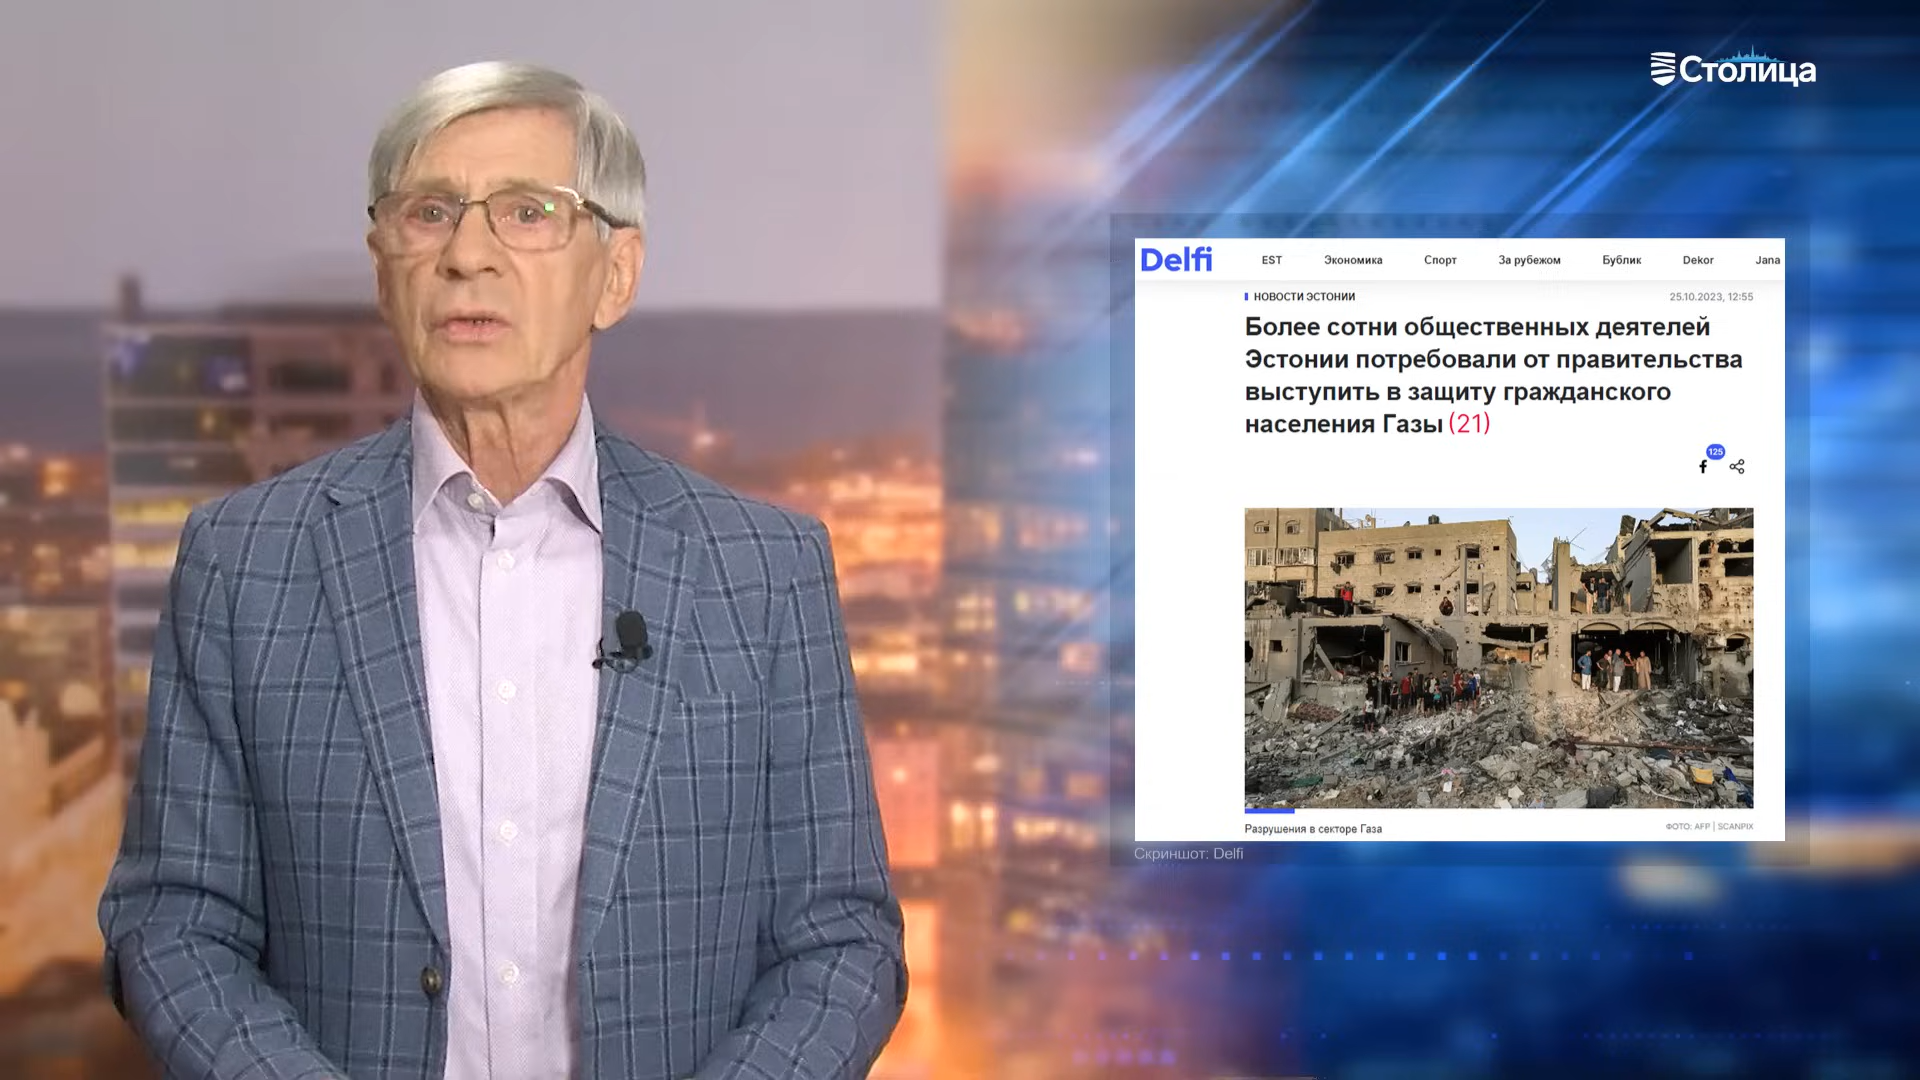 Столица
Delfi
EST Экономика Спорт За рубежом Бублик Dekor Jana
НОВОСТИ ЭСТОНИИ 25.10.2023, 12:55
Более сотни общественных деятелей
Эстонии потребовали от правительства
выступить в защиту гражданского
населения Газы (21)
125
Разрушения в секторе Газа ФОТО: AFP | SCANPIX
Скриншот: Delfi